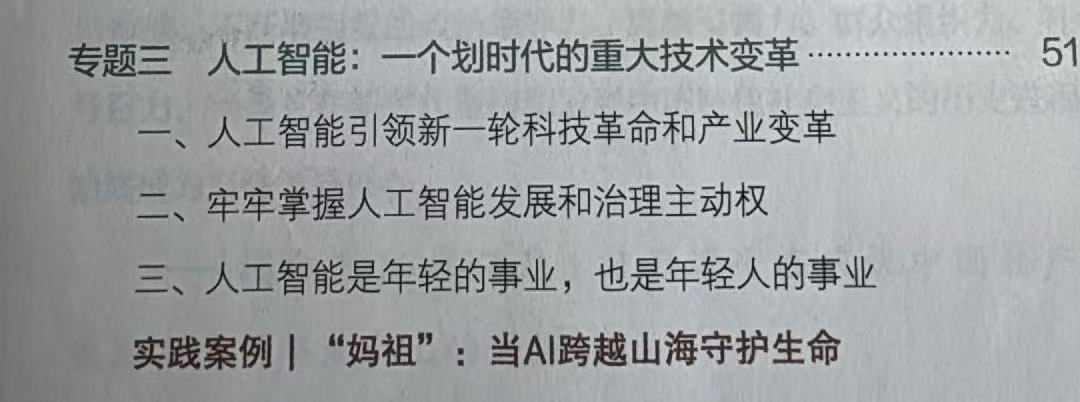 专题三 人工智能：一个划时代的重大技术变革 ………………… 51
一、人工智能引领新一轮科技革命和产业变革
二、牢牢掌握人工智能发展和治理主动权
三、人工智能是年轻的事业，也是年轻人的事业
实践案例 | “妈祖”：当AI跨越山海守护生命